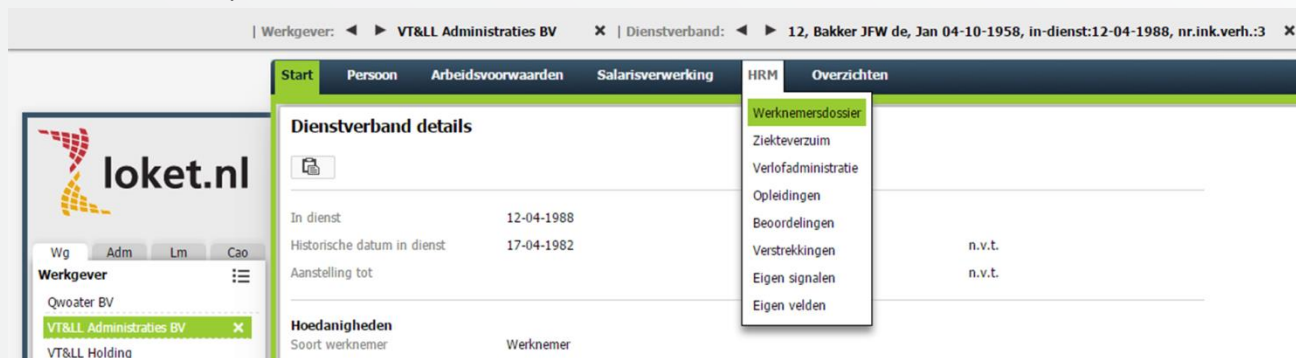 | Werkgever: ◄ ► VT&LL Administraties BV ✕ | Dienstverband: ◄ ► 12, Bakker JFW de, Jan 04-10-1958, in-dienst:12-04-1988, nr.ink.verh.:3 ✕
Start Persoon Arbeidsvoorwaarden Salarisverwerking HRM Overzichten
Werknemersdossier
Ziekteverzuim
Verlofadministratie
Opleidingen
Beoordelingen
Verstrekkingen
Eigen signalen
Eigen velden
loket.nl
Wg Adm Lm Cao
Werkgever
Qwoater BV
VT&LL Administraties BV ✕
VT&LL Holding
Dienstverband details
In dienst 12-04-1988
Historische datum in dienst 17-04-1982 n.v.t.
Aanstelling tot n.v.t.
Hoedanigheden
Soort werknemer Werknemer